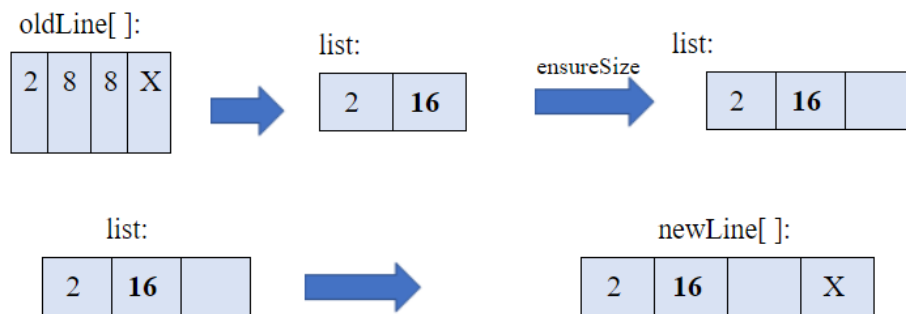 oldLine[ ]:
2 8 8 X
list:
2 16
ensureSize
list:
2 16
list:
2 16
newLine[ ]:
2 16 X